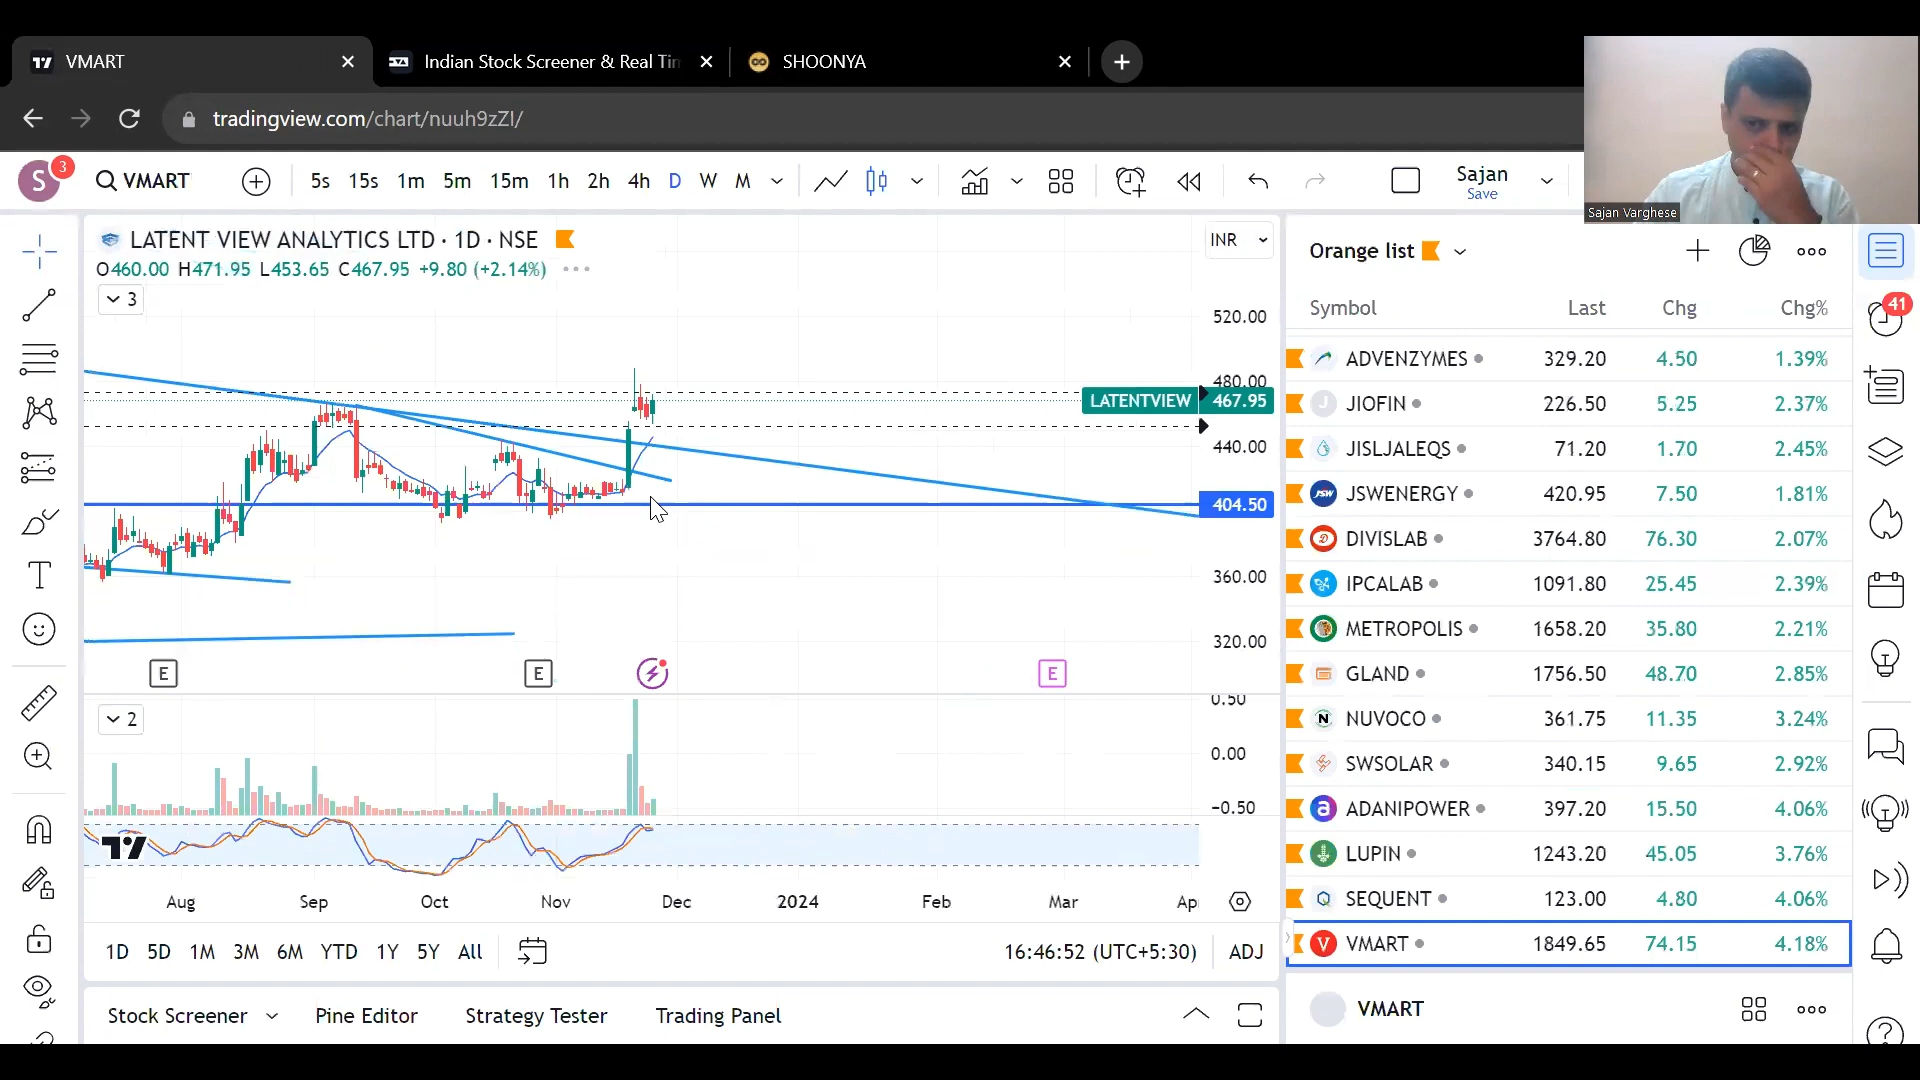 VMART
Indian Stock Screener & Real Tim
SHOONYA
tradingview.com/chart/nuuh9zZI/
Sajan Varghese
S 3
VMART
5s 15s 1m 5m 15m 1h 2h 4h D W M
Sajan
Save
LATENT VIEW ANALYTICS LTD · 1D · NSE
INR
O460.00 H471.95 L453.65 C467.95 +9.80 (+2.14%)
3
520.00
480.00
LATENTVIEW 467.95
440.00
404.50
360.00
320.00
E E E
2
0.50
0.00
−0.50
Aug Sep Oct Nov Dec 2024 Feb Mar Ap
1D 5D 1M 3M 6M YTD 1Y 5Y All
16:46:52 (UTC+5:30) ADJ
Stock Screener Pine Editor Strategy Tester Trading Panel
Orange list
41
Symbol Last Chg Chg%
ADVENZYMES 329.20 4.50 1.39%
J JIOFIN 226.50 5.25 2.37%
JISLJALEQS 71.20 1.70 2.45%
JSW JSWENERGY 420.95 7.50 1.81%
DIVISLAB 3764.80 76.30 2.07%
IPCALAB 1091.80 25.45 2.39%
METROPOLIS 1658.20 35.80 2.21%
GLAND 1756.50 48.70 2.85%
N NUVOCO 361.75 11.35 3.24%
SWSOLAR 340.15 9.65 2.92%
a ADANIPOWER 397.20 15.50 4.06%
LUPIN 1243.20 45.05 3.76%
SEQUENT 123.00 4.80 4.06%
V VMART 1849.65 74.15 4.18%
VMART